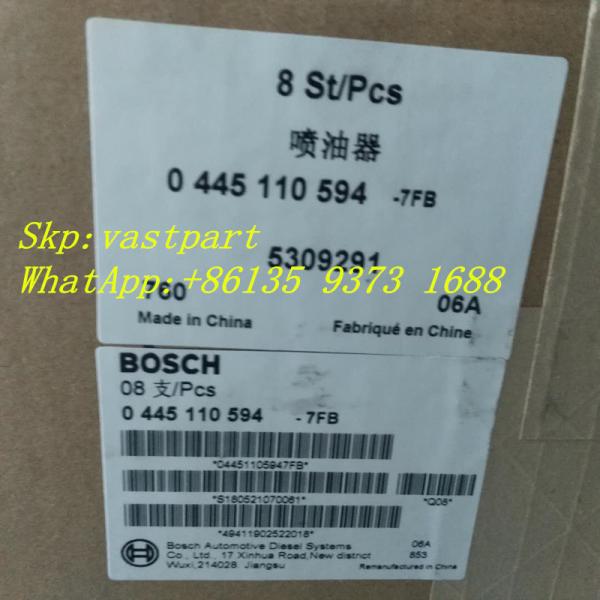 8 St/Pcs
喷油器
0 445 110 594 -7FB
Skp:vastpart
5309291
WhatApp:+86135 9373 1688
760 06A
Made in China Fabriqué en Chine
BOSCH
08 支/Pcs
0 445 110 594 - 7FB
*04451105947FB*
*S180521070061* *Q08*
*49411902522018*
Bosch Automotive Diesel Systems 06A
Co., Ltd., 17 Xinhua Road,New district 853
Wuxi,214028. Jiangsu Remanufactured in China